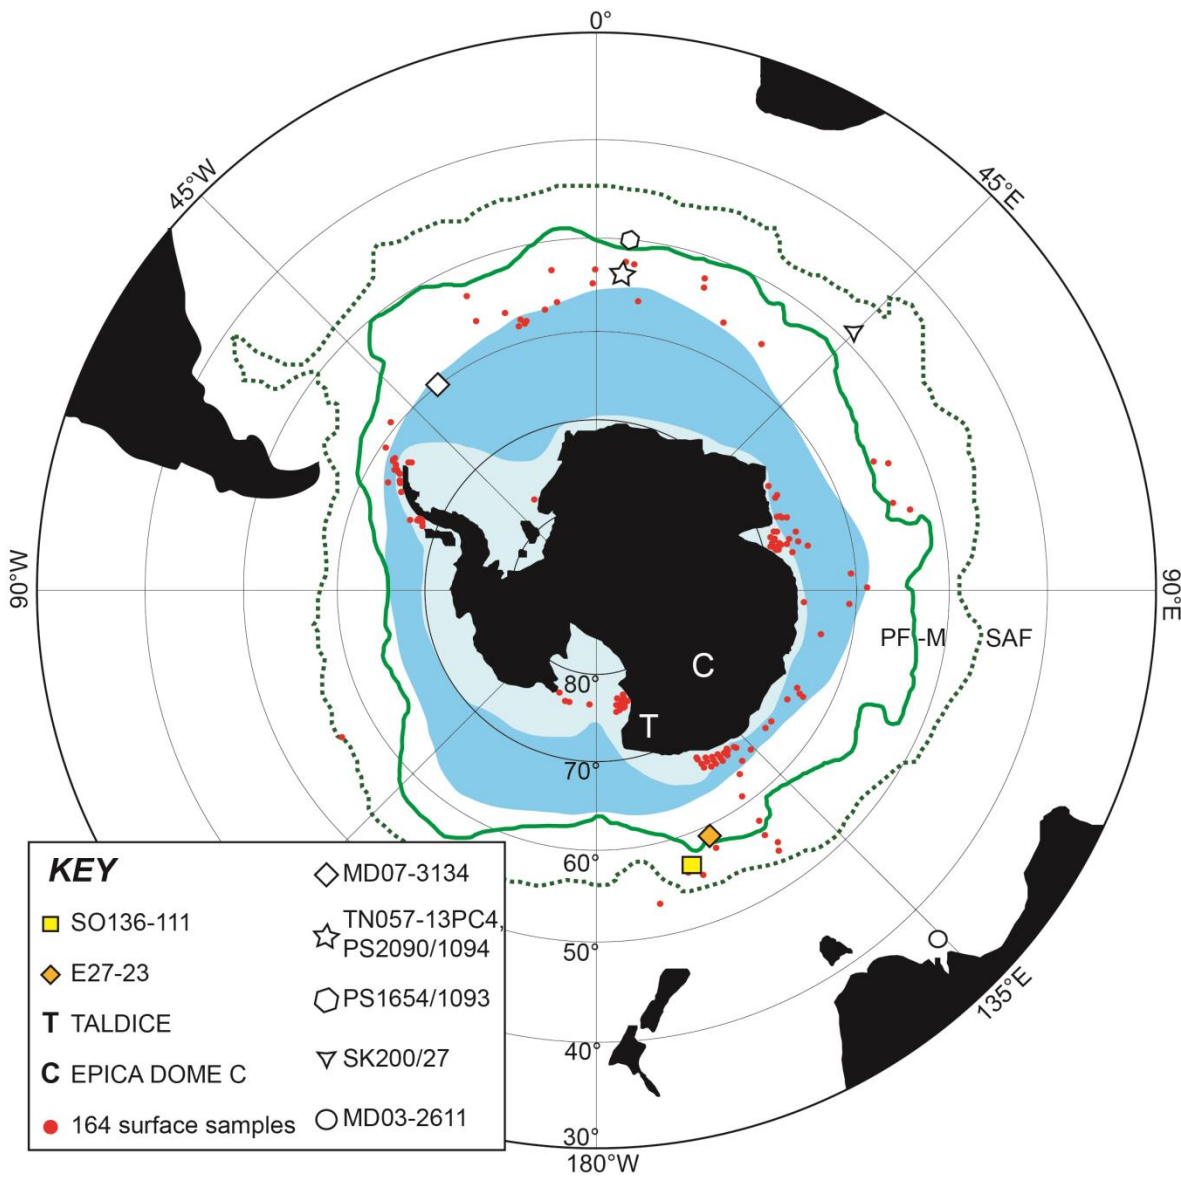 0°
45°W
45°E
90°W
90°E
PF -M
SAF
C
T
80°
70°
60°
50°
40°
30°
180°W
135°E
KEY
SO136-111
E27-23
T TALDICE
C EPICA DOME C
164 surface samples
MD07-3134
TN057-13PC4,
PS2090/1094
PS1654/1093
SK200/27
MD03-2611